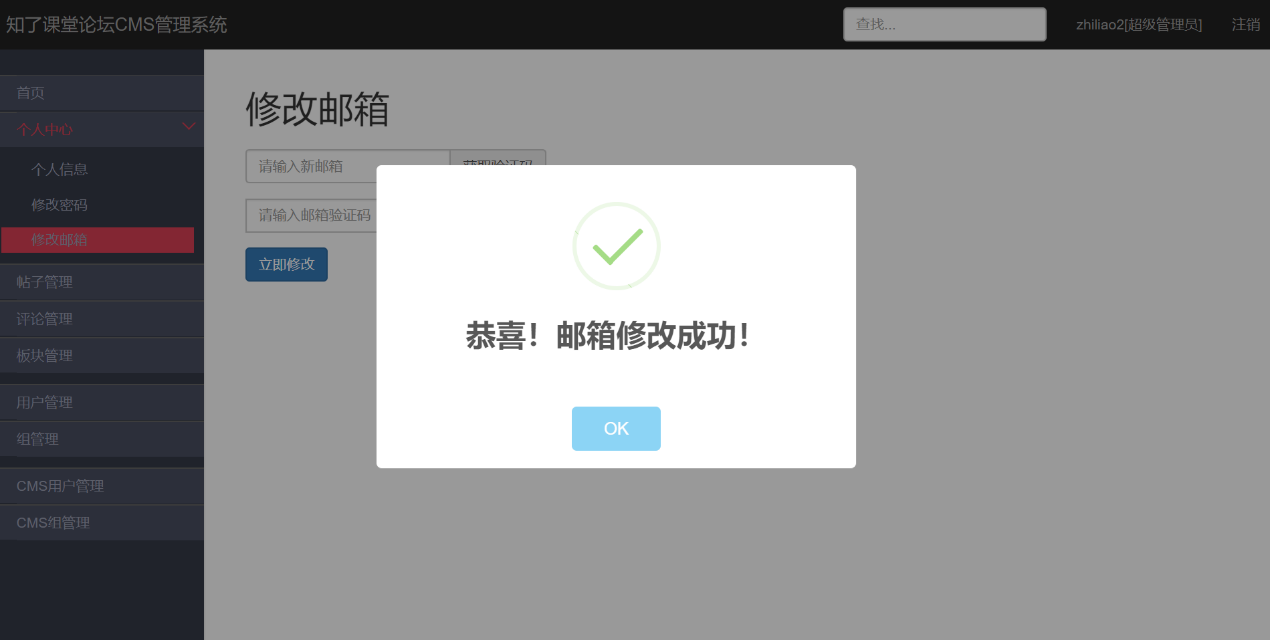 知了课堂论坛CMS管理系统
查找...
zhiliao2[超级管理员]
注销
首页
个人中心
个人信息
修改密码
修改邮箱
帖子管理
评论管理
板块管理
用户管理
组管理
CMS用户管理
CMS组管理
修改邮箱
请输入新邮箱
获取验证码
请输入邮箱验证码
立即修改
恭喜！邮箱修改成功！
OK